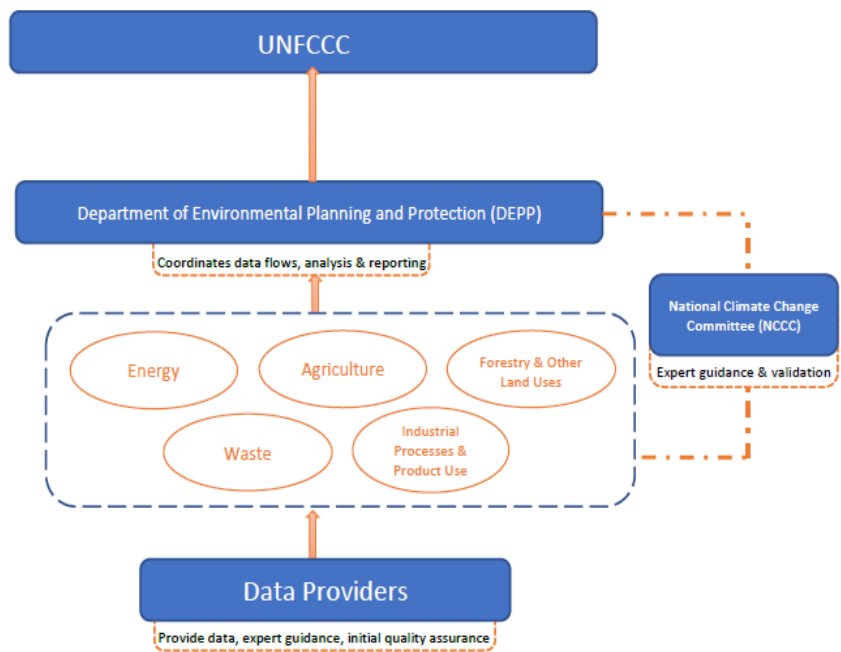 UNFCCC
Department of Environmental Planning and Protection (DEPP)
Coordinates data flows, analysis & reporting
National Climate Change
Committee (NCCC)
Expert guidance & validation
Energy
Agriculture
Forestry & Other
Land Uses
Waste
Industrial
Processes &
Product Use
Data Providers
Provide data, expert guidance, initial quality assurance